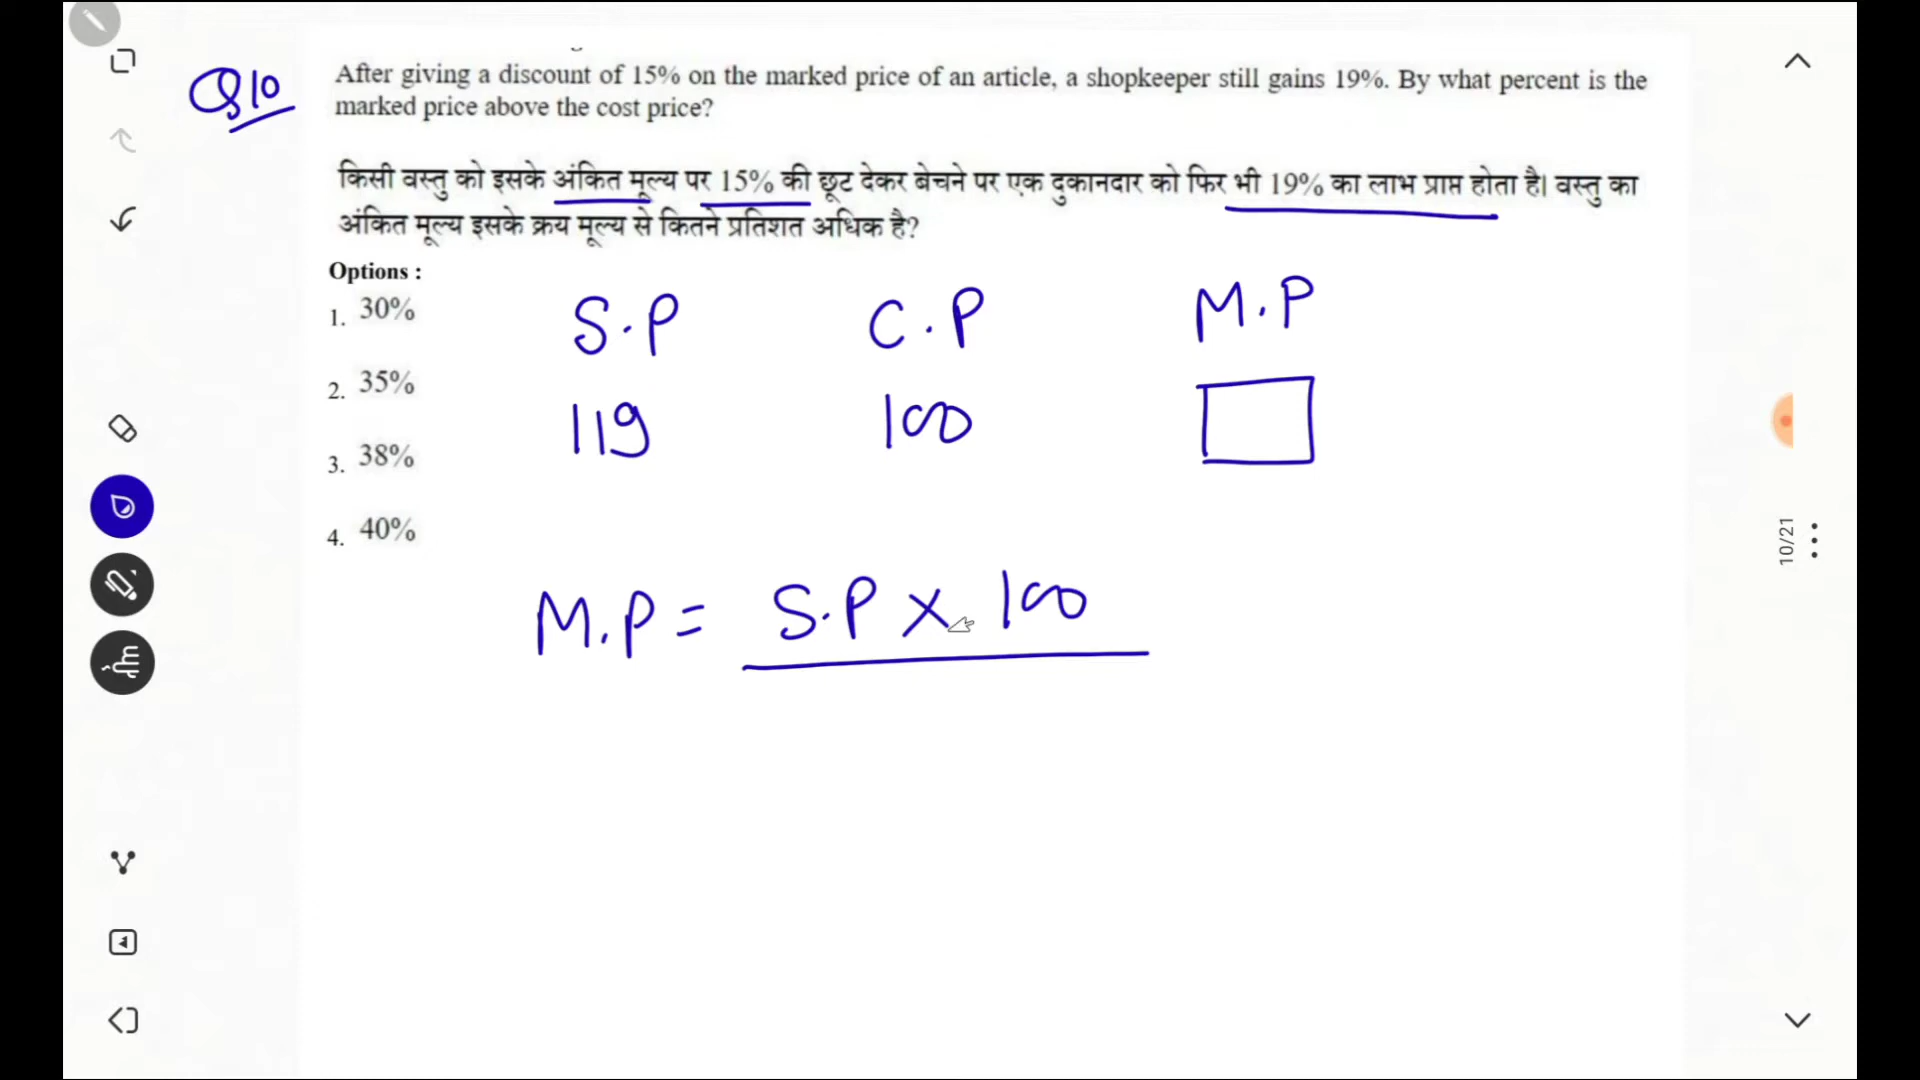 Q10
After giving a discount of 15% on the marked price of an article, a shopkeeper still gains 19%. By what percent is the
marked price above the cost price?
किसी वस्तु को इसके अंकित मूल्य पर 15% की छूट देकर बेचने पर एक दुकानदार को फिर भी 19% का लाभ प्राप्त होता है। वस्तु का
अंकित मूल्य इसके क्रय मूल्य से कितने प्रतिशत अधिक है?
Options :
1. 30%
2. 35%
3. 38%
4. 40%
S.P C.P M.P
119 100
M.P = S.P × 100
10/21